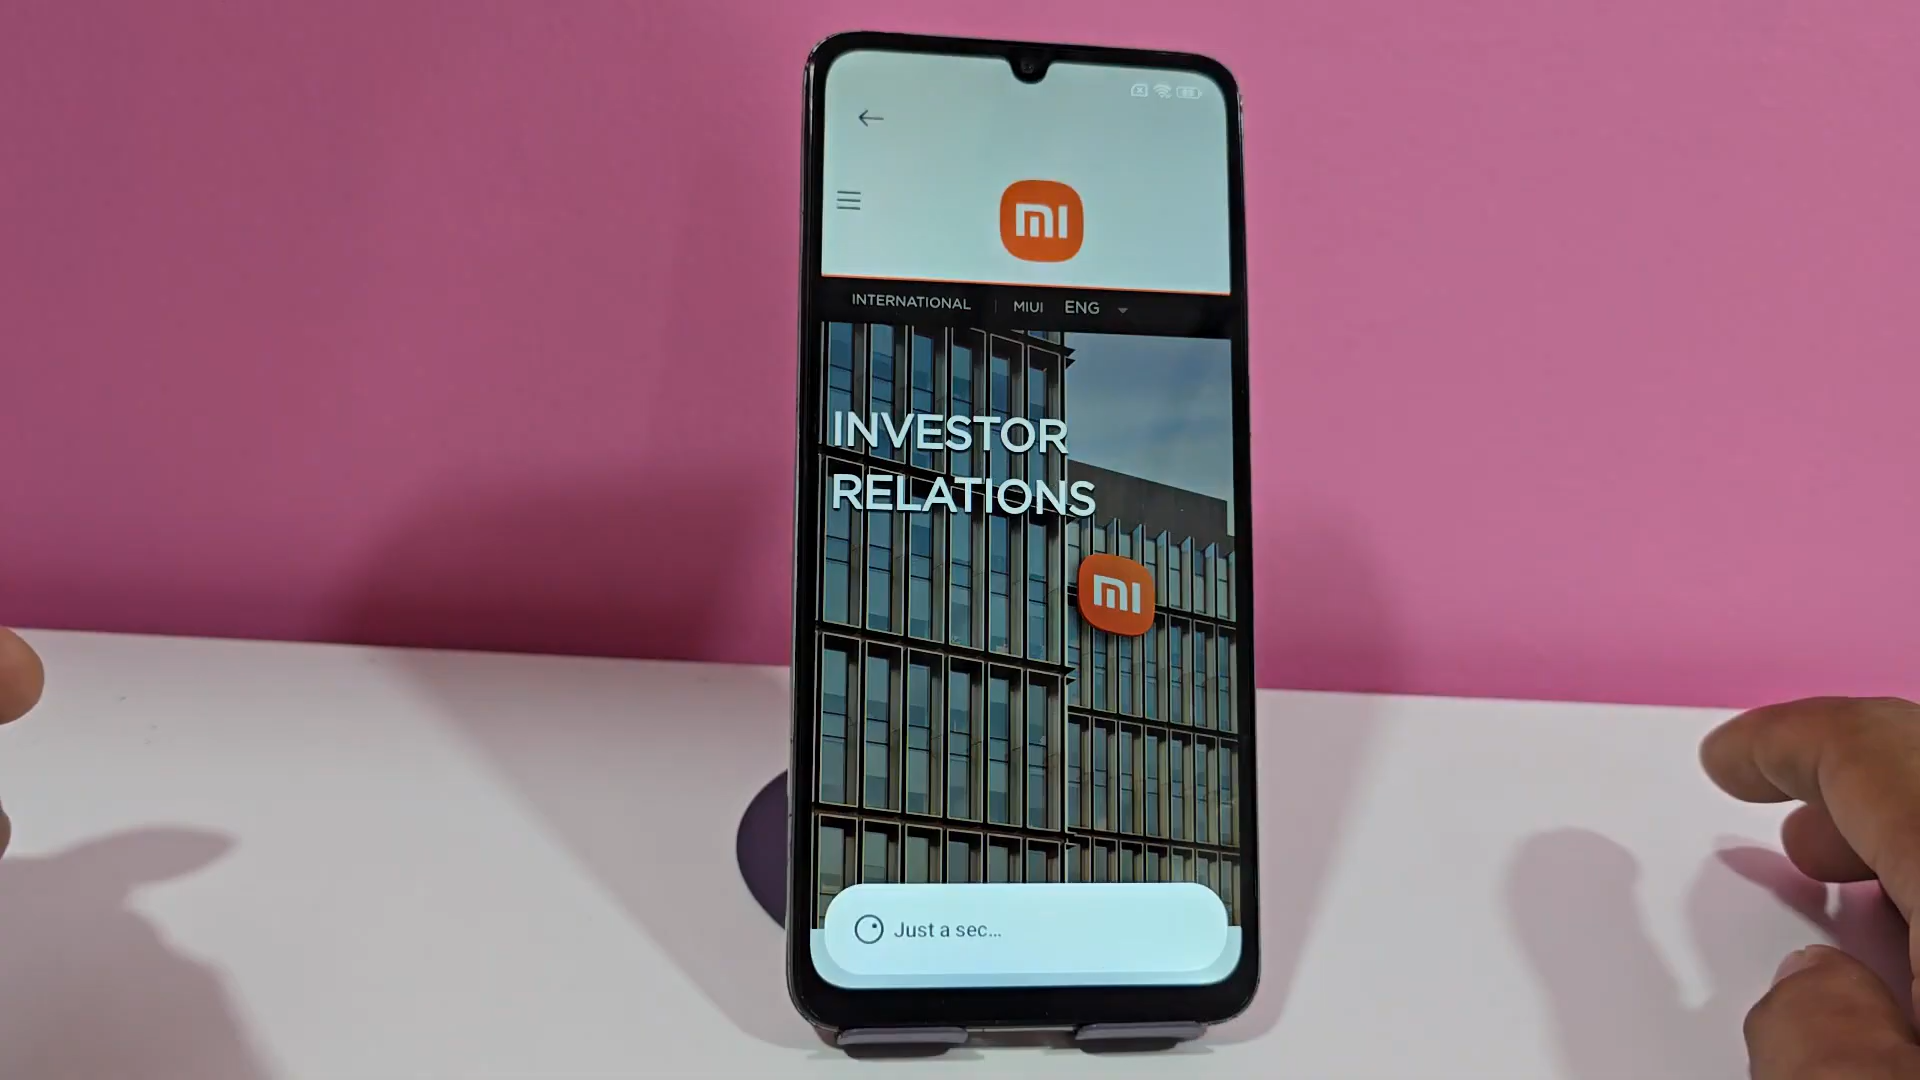 mi
INTERNATIONAL | MIUI ENG
INVESTOR
RELATIONS
mi
Just a sec...